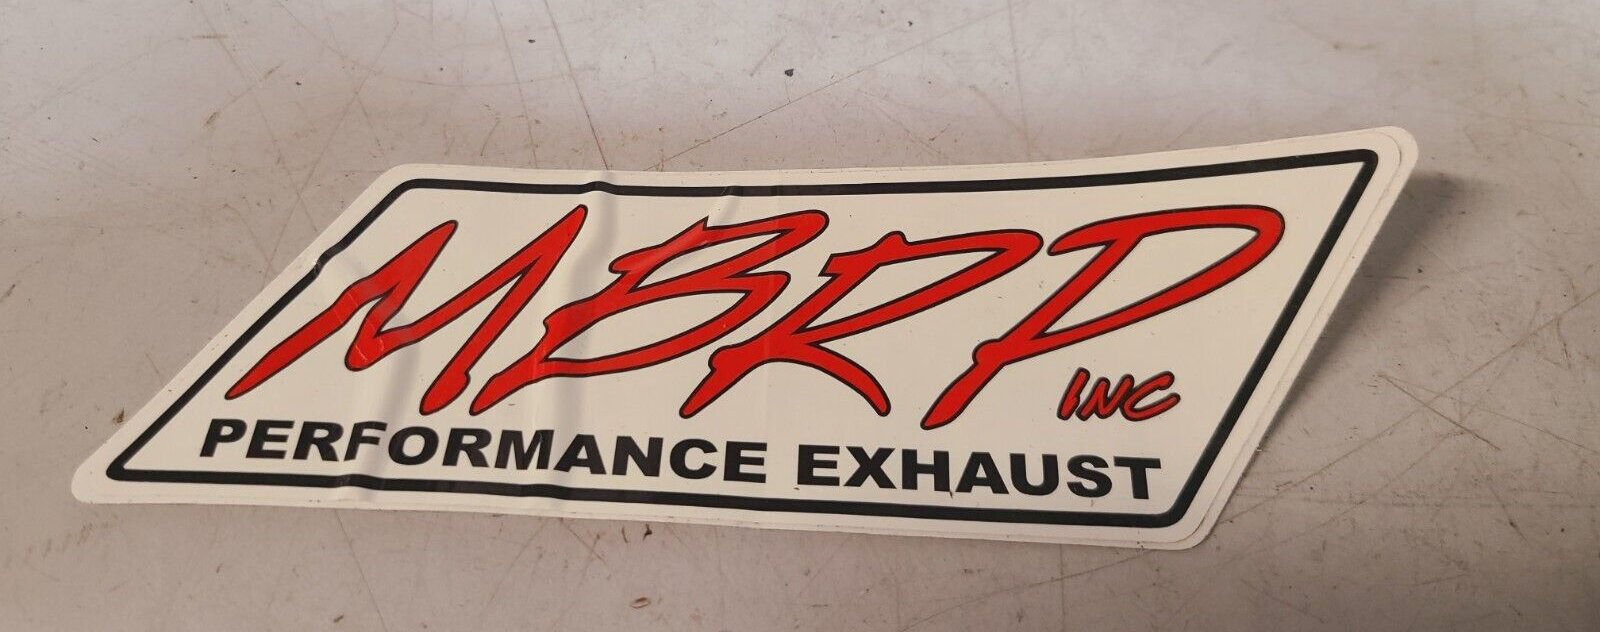 MBRP INC
PERFORMANCE EXHAUST